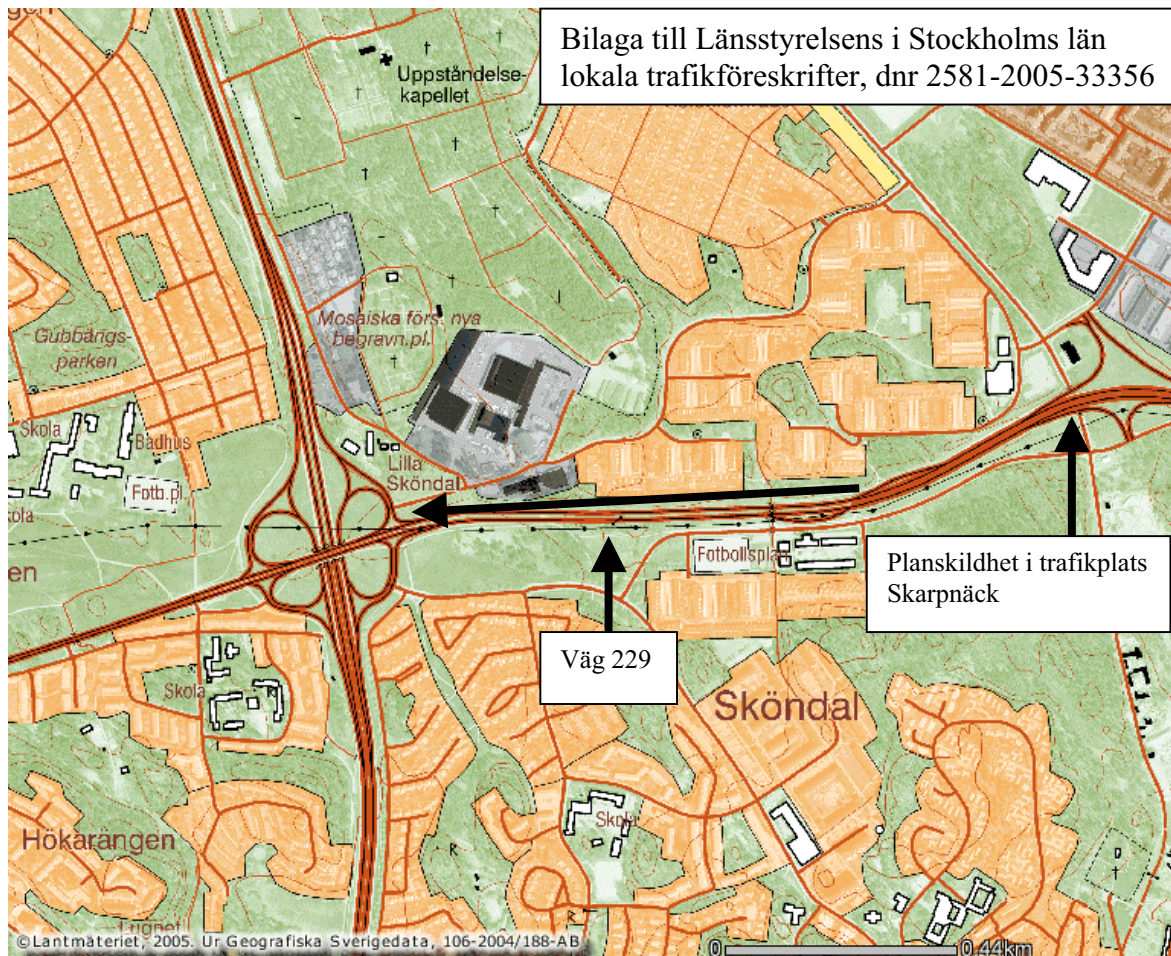 Bilaga till Länsstyrelsens i Stockholms län
lokala trafikföreskrifter, dnr 2581-2005-33356
Uppståndelse-
kapellet
Mosaiska förs. nya
begravn.pl.
Gubbängs-
parken
Skola
Badhus
Fotb.pl.
Lilla
Sköndal
en
Fotbollsplan
Planskildhet i trafikplats
Skarpnäck
Väg 229
Skola
Sköndal
Skola
Hökarängen
©Lantmäteriet, 2005. Ur Geografiska Sverigedata, 106-2004/188-AB
0
0.44km